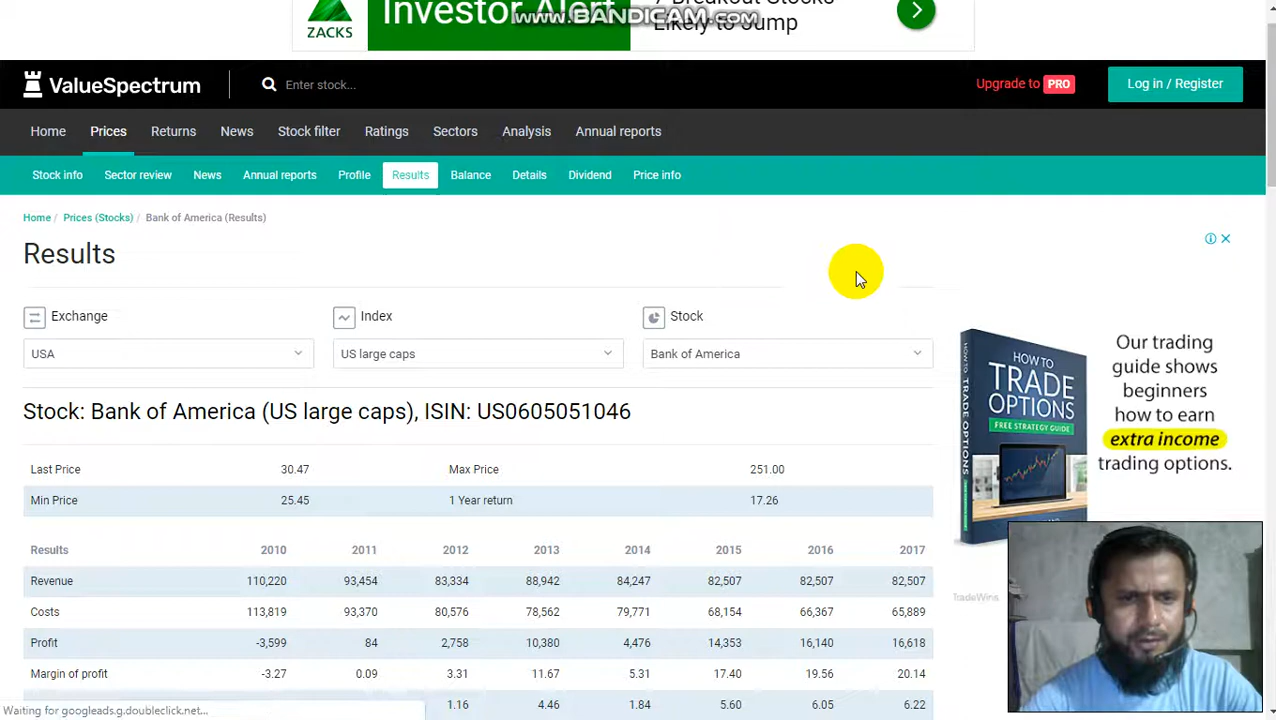 Investor Alert
7 Breakout Stocks
Likely to Jump
ZACKS
www.BANDICAM.com
ValueSpectrum
Enter stock...
Upgrade to PRO
Log in / Register
Home Prices Returns News Stock filter Ratings Sectors Analysis Annual reports
Stock info Sector review News Annual reports Profile Results Balance Details Dividend Price info
Home / Prices (Stocks) / Bank of America (Results)
Results
Exchange Index Stock
USA US large caps Bank of America
Stock: Bank of America (US large caps), ISIN: US0605051046
Last Price 30.47 Max Price 251.00
Min Price 25.45 1 Year return 17.26
Results 2010 2011 2012 2013 2014 2015 2016 2017
Revenue 110,220 93,454 83,334 88,942 84,247 82,507 82,507 82,507
Costs 113,819 93,370 80,576 78,562 79,771 68,154 66,367 65,889
Profit -3,599 84 2,758 10,380 4,476 14,353 16,140 16,618
Margin of profit -3.27 0.09 3.31 11.67 5.31 17.40 19.56 20.14
1.16 4.46 1.84 5.60 6.05 6.22
Waiting for googleads.g.doubleclick.net...
HOW TO
TRADE
OPTIONS
FREE STRATEGY GUIDE
Our trading
guide shows
beginners
how to earn
extra income
trading options.
TradeWins